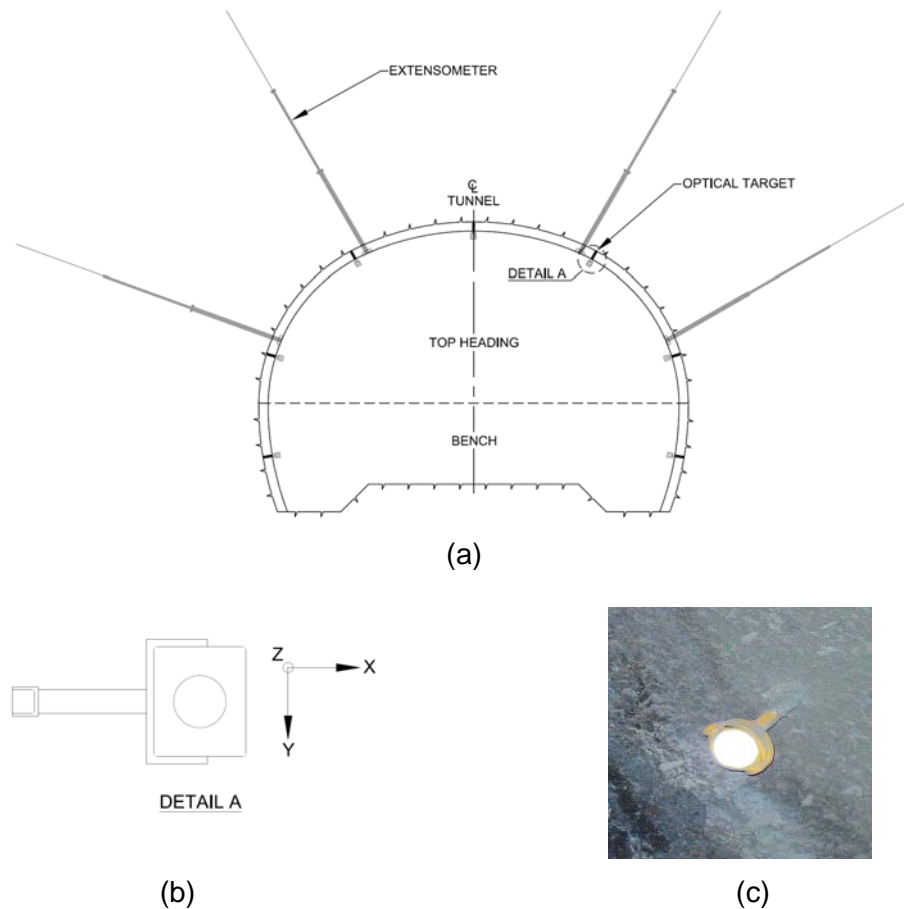 EXTENSOMETER
℄
TUNNEL
OPTICAL TARGET
DETAIL A
TOP HEADING
BENCH
(a)
Z
X
Y
DETAIL A
(b)
(c)